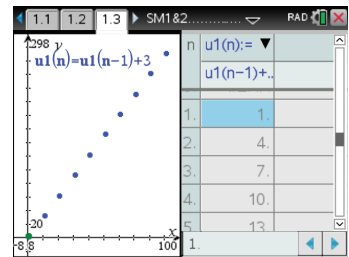 1.1 1.2 1.3 SM1&2... RAD
298 y
u1(n)=u1(n−1)+3
20
x
-8.8 100
n u1(n):= ▼
u1(n−1)+..
1. 1.
2. 4.
3. 7.
4. 10.
5. 13.
1.